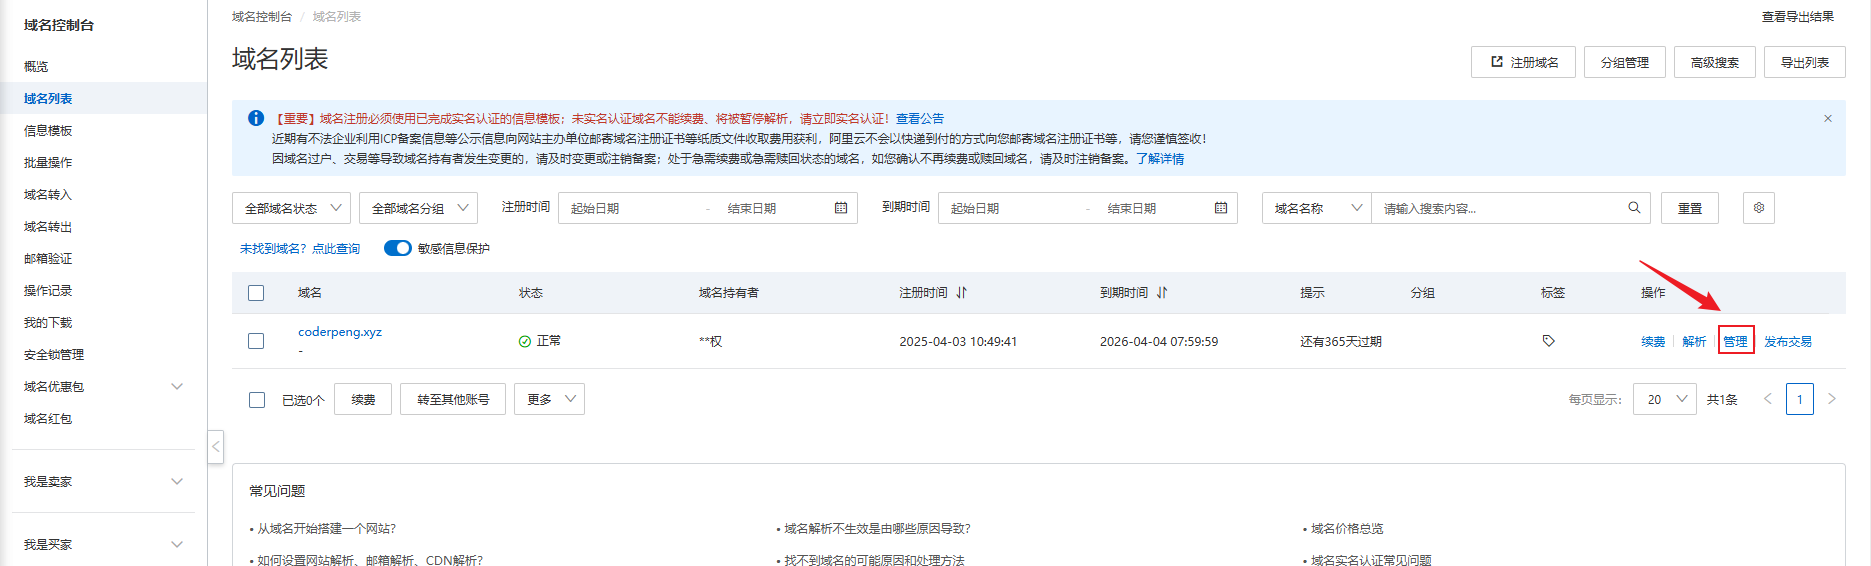 域名控制台
概览
域名列表
信息模板
批量操作
域名转入
域名转出
邮箱验证
操作记录
我的下载
安全锁管理
域名优惠包
域名红包
我是卖家
我是买家
域名控制台 / 域名列表
查看导出结果
域名列表
注册域名 分组管理 高级搜索 导出列表
【重要】域名注册必须使用已完成实名认证的信息模板；未实名认证域名不能续费、将被暂停解析，请立即实名认证！查看公告
近期有不法企业利用ICP备案信息等公示信息向网站主办单位邮寄域名注册证书等纸质文件收取费用获利，阿里云不会以快递到付的方式向您邮寄域名注册证书等，请您谨慎签收！
因域名过户、交易等导致域名持有者发生变更的，请及时变更或注销备案；处于急需续费或急需赎回状态的域名，如您确认不再续费或赎回域名，请及时注销备案。了解详情
全部域名状态 全部域名分组 注册时间 起始日期 - 结束日期 到期时间 起始日期 - 结束日期 域名名称 请输入搜索内容... 重置
未找到域名？点此查询 敏感信息保护
域名 状态 域名持有者 注册时间 到期时间 提示 分组 标签 操作
coderpeng.xyz 正常 **权 2025-04-03 10:49:41 2026-04-04 07:59:59 还有365天过期 续费 解析 管理 发布交易
-
已选0个 续费 转至其他账号 更多 每页显示： 20 共1条 1
常见问题
• 从域名开始搭建一个网站? • 域名解析不生效是由哪些原因导致? • 域名价格总览
• 如何设置网站解析、邮箱解析、CDN解析? • 找不到域名的可能原因和处理方法 • 域名实名认证常见问题